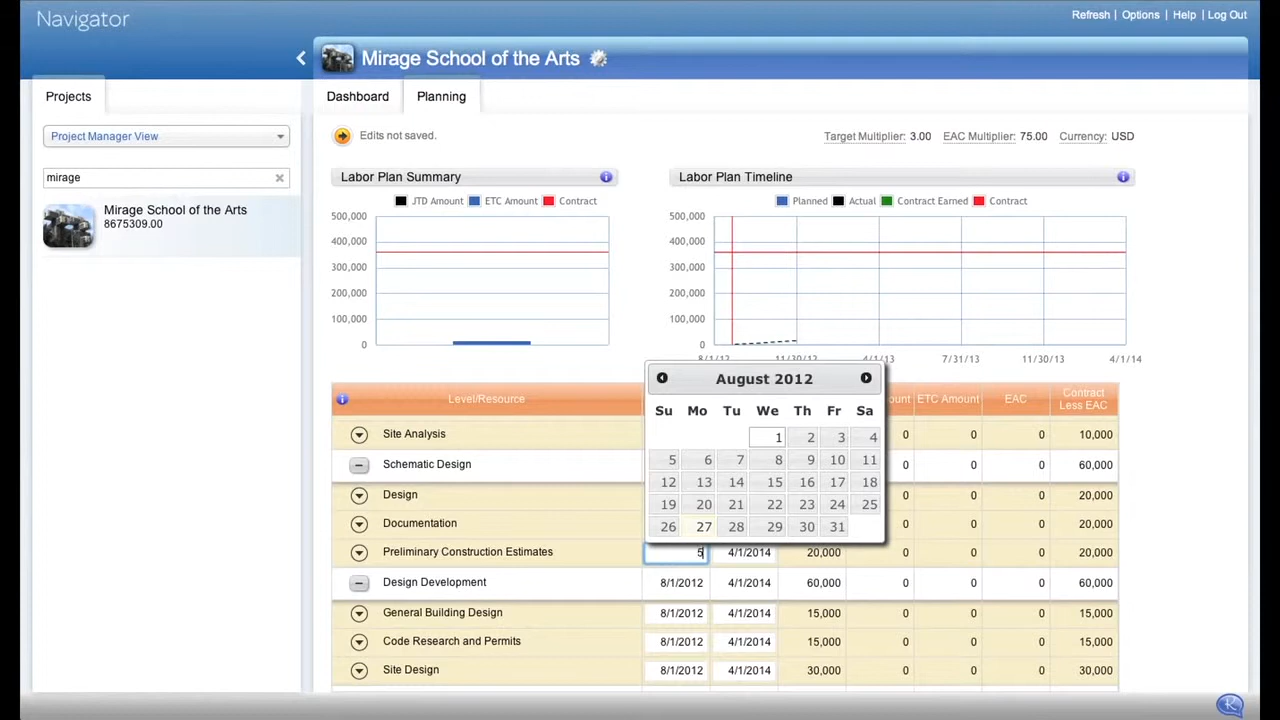 Navigator
Refresh | Options | Help | Log Out
Mirage School of the Arts
Projects
Dashboard
Planning
Project Manager View
Edits not saved.
Target Multiplier: 3.00 EAC Multiplier: 75.00 Currency: USD
mirage
Mirage School of the Arts
8675309.00
Labor Plan Summary
JTD Amount ETC Amount Contract
500,000
400,000
300,000
200,000
100,000
0
Labor Plan Timeline
Planned Actual Contract Earned Contract
500,000
400,000
300,000
200,000
100,000
0
8/1/12 11/30/12 4/1/13 7/31/13 11/30/13 4/1/14
August 2012
Su Mo Tu We Th Fr Sa
1 2 3 4
5 6 7 8 9 10 11
12 13 14 15 16 17 18
19 20 21 22 23 24 25
26 27 28 29 30 31
Level/Resource ount ETC Amount EAC Contract Less EAC
Site Analysis 0 0 0 10,000
Schematic Design 0 0 0 60,000
Design 0 0 0 20,000
Documentation 0 0 0 20,000
Preliminary Construction Estimates 5 4/1/2014 20,000 0 0 0 20,000
Design Development 8/1/2012 4/1/2014 60,000 0 0 0 60,000
General Building Design 8/1/2012 4/1/2014 15,000 0 0 0 15,000
Code Research and Permits 8/1/2012 4/1/2014 15,000 0 0 0 15,000
Site Design 8/1/2012 4/1/2014 30,000 0 0 0 30,000